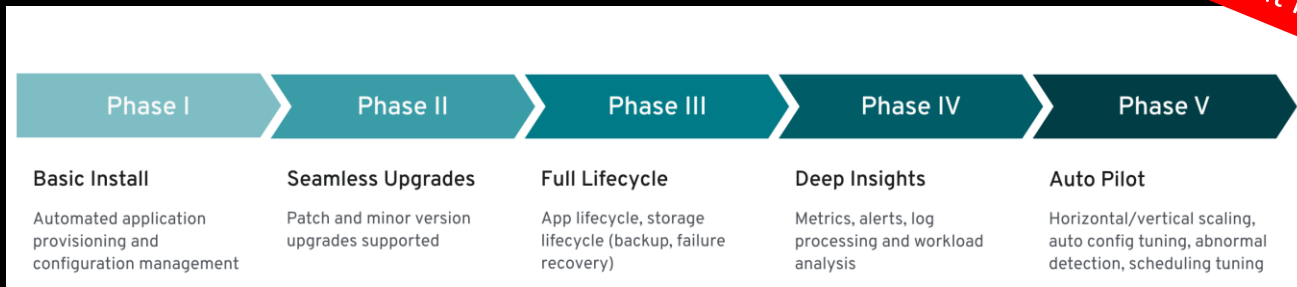 Phase I
Phase II
Phase III
Phase IV
Phase V
Basic Install
Automated application
provisioning and
configuration management
Seamless Upgrades
Patch and minor version
upgrades supported
Full Lifecycle
App lifecycle, storage
lifecycle (backup, failure
recovery)
Deep Insights
Metrics, alerts, log
processing and workload
analysis
Auto Pilot
Horizontal/vertical scaling,
auto config tuning, abnormal
detection, scheduling tuning